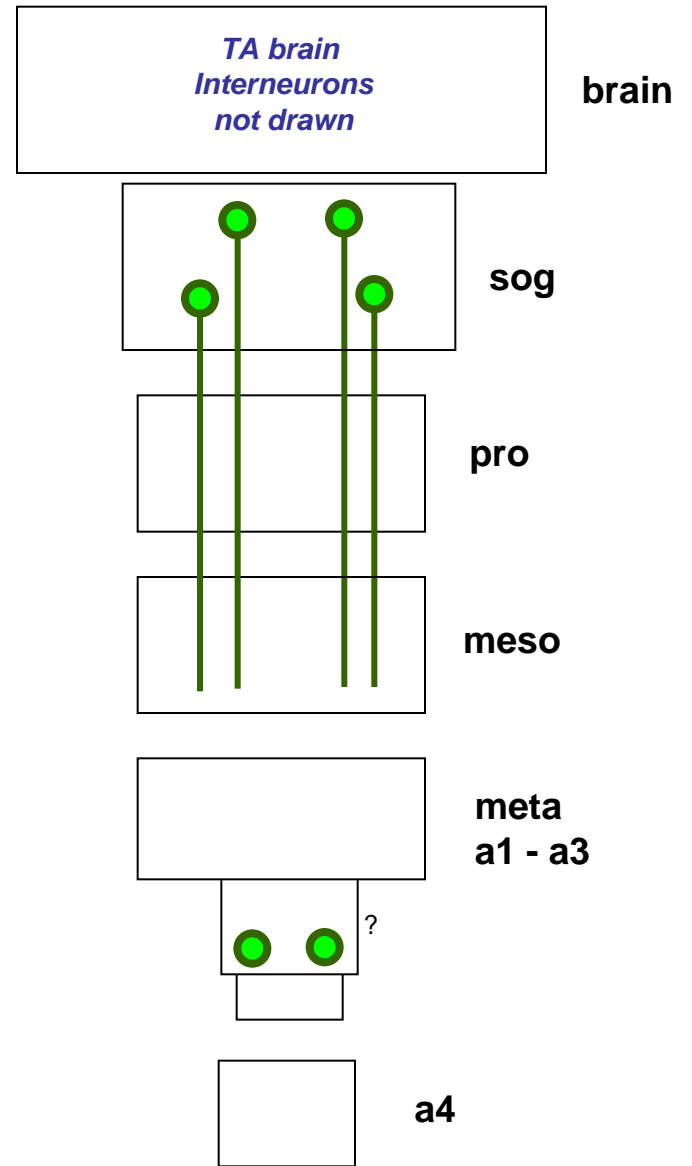 TA brain
Interneurons
not drawn
brain
sog
pro
meso
meta
a1 - a3
?
a4